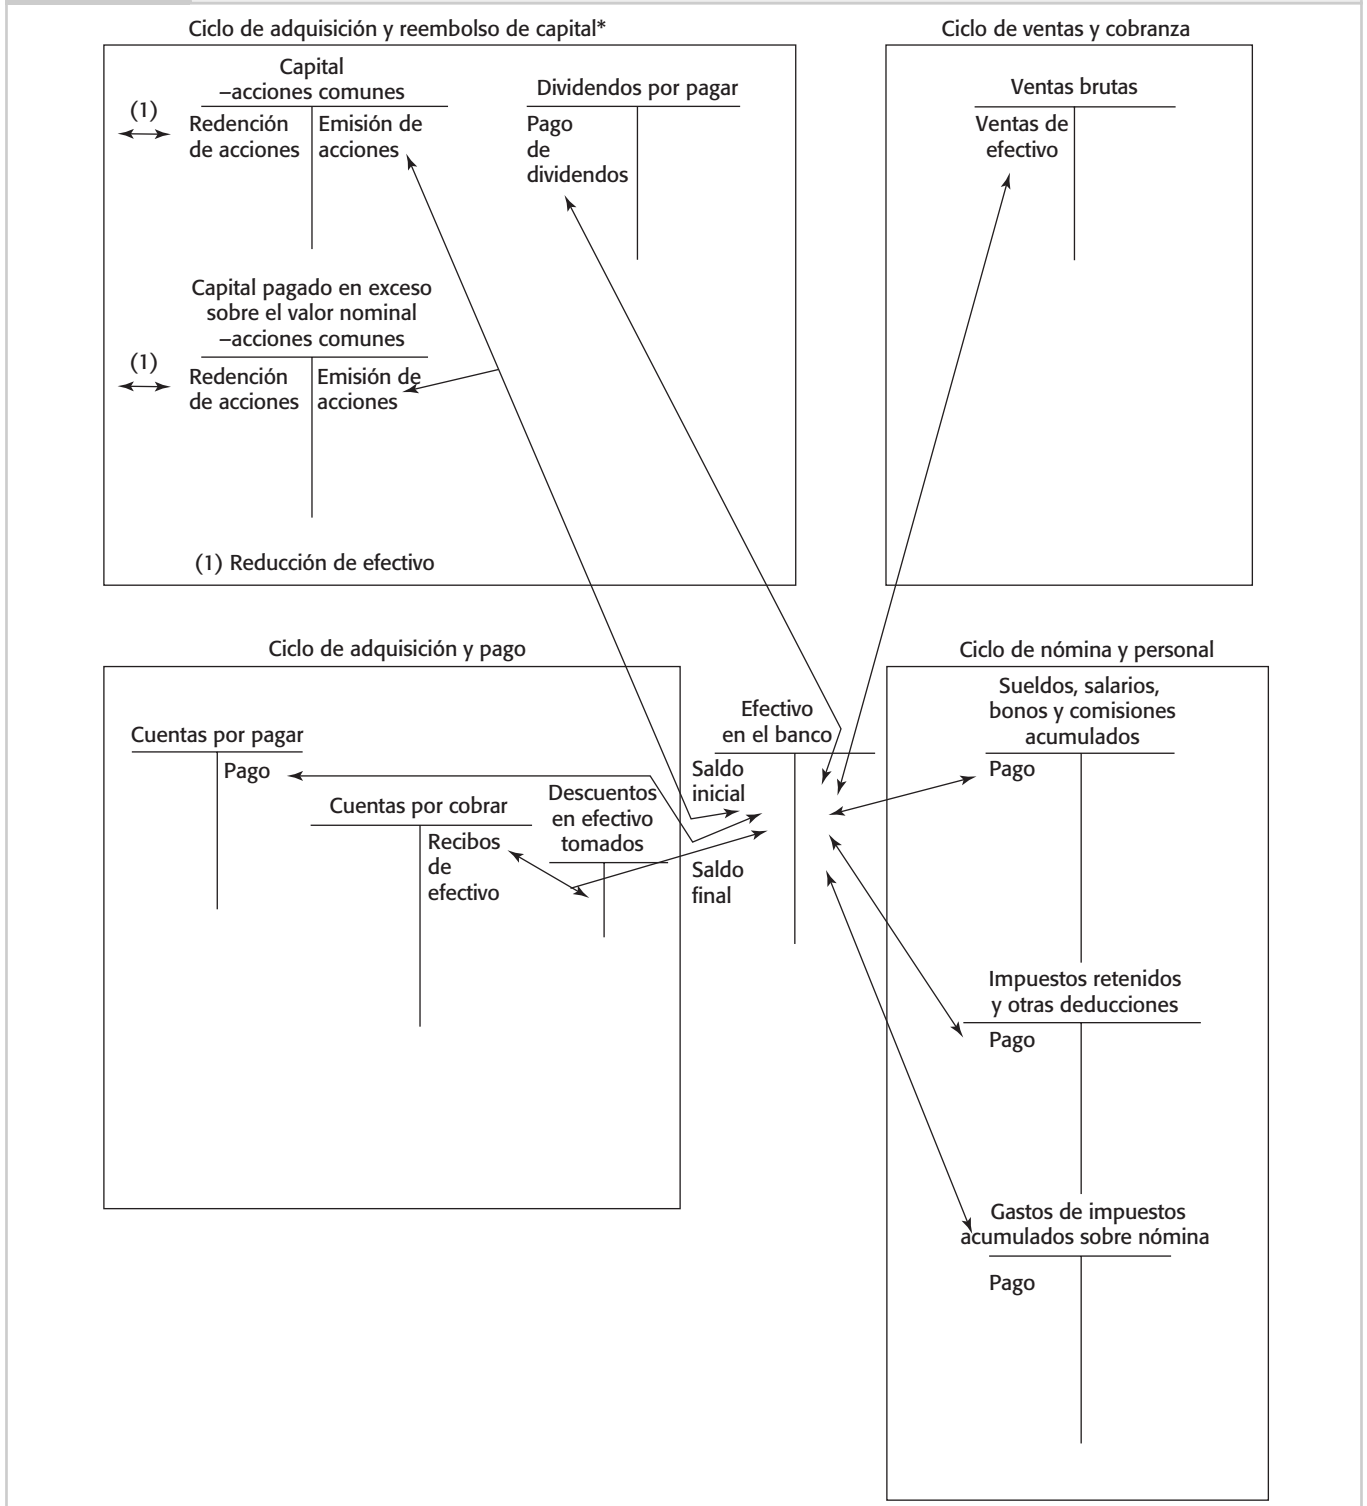 Ciclo de adquisición y reembolso de capital*
Capital
–acciones comunes
(1)
Redención
de acciones
Emisión de
acciones
Dividendos por pagar
Pago
de
dividendos
Capital pagado en exceso
sobre el valor nominal
–acciones comunes
(1)
Redención
de acciones
Emisión de
acciones
(1) Reducción de efectivo
Ciclo de ventas y cobranza
Ventas brutas
Ventas de
efectivo
Ciclo de adquisición y pago
Cuentas por pagar
Pago
Cuentas por cobrar
Recibos
de
efectivo
Descuentos
en efectivo
tomados
Efectivo
en el banco
Saldo
inicial
Saldo
final
Ciclo de nómina y personal
Sueldos, salarios,
bonos y comisiones
acumulados
Pago
Impuestos retenidos
y otras deducciones
Pago
Gastos de impuestos
acumulados sobre nómina
Pago